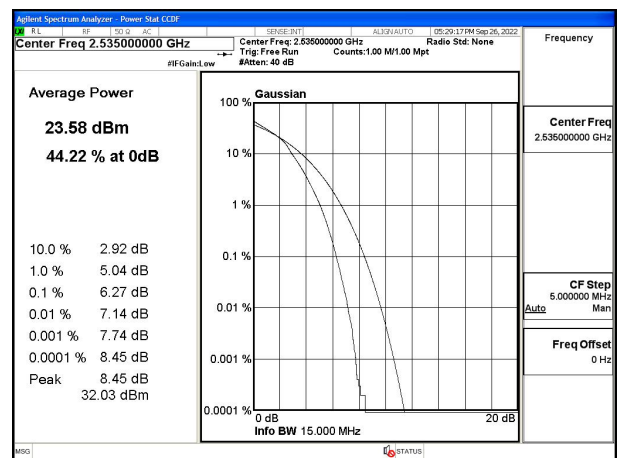 Agilent Spectrum Analyzer - Power Stat CCDF
LXI RL RF 50 Ω AC SENSE:INT ALIGN AUTO 05:29:17 PM Sep 26, 2022
Center Freq 2.535000000 GHz
Center Freq: 2.535000000 GHz Radio Std: None
Trig: Free Run Counts:1.00 M/1.00 Mpt
#IFGain:Low #Atten: 40 dB
Frequency
Average Power
23.58 dBm
44.22 % at 0dB
10.0 % 2.92 dB
1.0 % 5.04 dB
0.1 % 6.27 dB
0.01 % 7.14 dB
0.001 % 7.74 dB
0.0001 % 8.45 dB
Peak 8.45 dB
32.03 dBm
Gaussian
100 %
10 %
1 %
0.1 %
0.01 %
0.001 %
0.0001 %
0 dB 20 dB
Info BW 15.000 MHz
Center Freq
2.535000000 GHz
CF Step
5.000000 MHz
Auto Man
Freq Offset
0 Hz
MSG STATUS